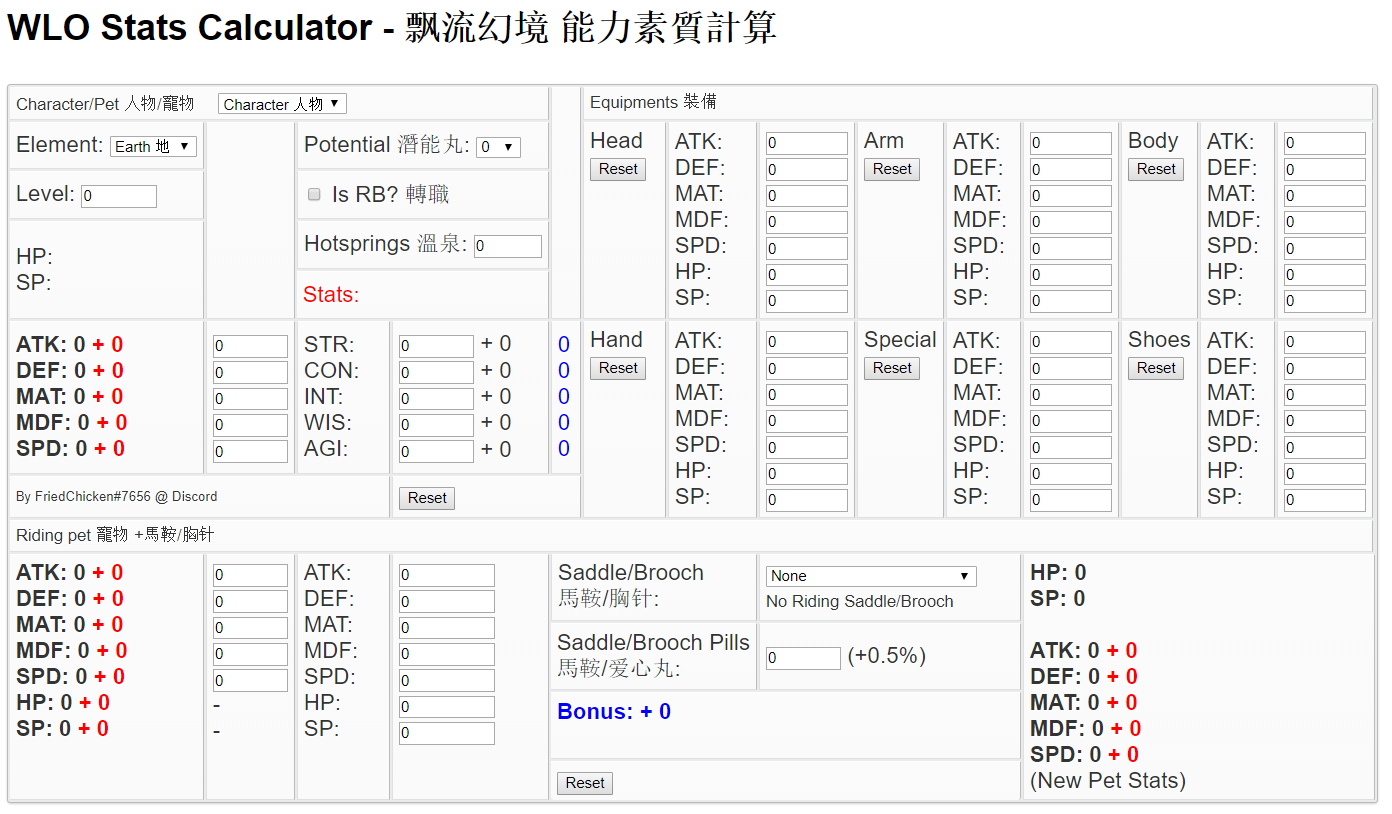 WLO Stats Calculator - 飘流幻境 能力素質計算
Character/Pet 人物/寵物 Character 人物
Equipments 裝備
Element: Earth 地
Potential 潛能丸: 0
Level: 0
Is RB? 轉職
HP:
SP:
Hotsprings 溫泉: 0
Stats:
Head
Reset
ATK: 0
DEF: 0
MAT: 0
MDF: 0
SPD: 0
HP: 0
SP: 0
Arm
Reset
ATK: 0
DEF: 0
MAT: 0
MDF: 0
SPD: 0
HP: 0
SP: 0
Body
Reset
ATK: 0
DEF: 0
MAT: 0
MDF: 0
SPD: 0
HP: 0
SP: 0
ATK: 0 + 0 0 STR: 0 + 0 0
DEF: 0 + 0 0 CON: 0 + 0 0
MAT: 0 + 0 0 INT: 0 + 0 0
MDF: 0 + 0 0 WIS: 0 + 0 0
SPD: 0 + 0 0 AGI: 0 + 0 0
Hand
Reset
ATK: 0
DEF: 0
MAT: 0
MDF: 0
SPD: 0
HP: 0
SP: 0
Special
Reset
ATK: 0
DEF: 0
MAT: 0
MDF: 0
SPD: 0
HP: 0
SP: 0
Shoes
Reset
ATK: 0
DEF: 0
MAT: 0
MDF: 0
SPD: 0
HP: 0
SP: 0
By FriedChicken#7656 @ Discord
Reset
Riding pet 寵物 +馬鞍/胸针
ATK: 0 + 0 0 ATK: 0
DEF: 0 + 0 0 DEF: 0
MAT: 0 + 0 0 MAT: 0
MDF: 0 + 0 0 MDF: 0
SPD: 0 + 0 0 SPD: 0
HP: 0 + 0 - HP: 0
SP: 0 + 0 - SP: 0
Saddle/Brooch
馬鞍/胸针:
None
No Riding Saddle/Brooch
Saddle/Brooch Pills
馬鞍/爱心丸:
0 (+0.5%)
Bonus: + 0
Reset
HP: 0
SP: 0
ATK: 0 + 0
DEF: 0 + 0
MAT: 0 + 0
MDF: 0 + 0
SPD: 0 + 0
(New Pet Stats)